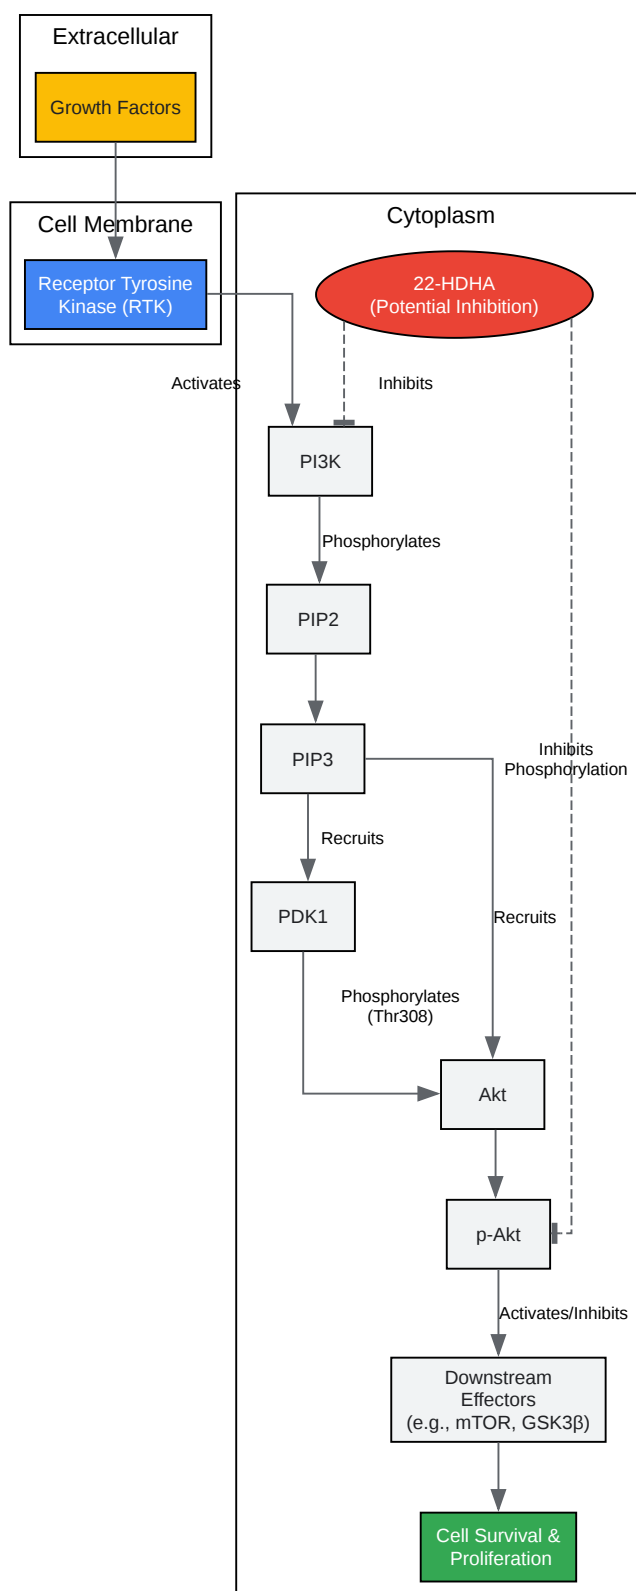 Extracellular
Growth Factors
Cell Membrane
Receptor Tyrosine
Kinase (RTK)
Cytoplasm
22-HDHA
(Potential Inhibition)
Activates
Inhibits
PI3K
Phosphorylates
PIP2
PIP3
Inhibits
Phosphorylation
Recruits
PDK1
Recruits
Phosphorylates
(Thr308)
Akt
p-Akt
Activates/Inhibits
Downstream
Effectors
(e.g., mTOR, GSK3β)
Cell Survival &
Proliferation